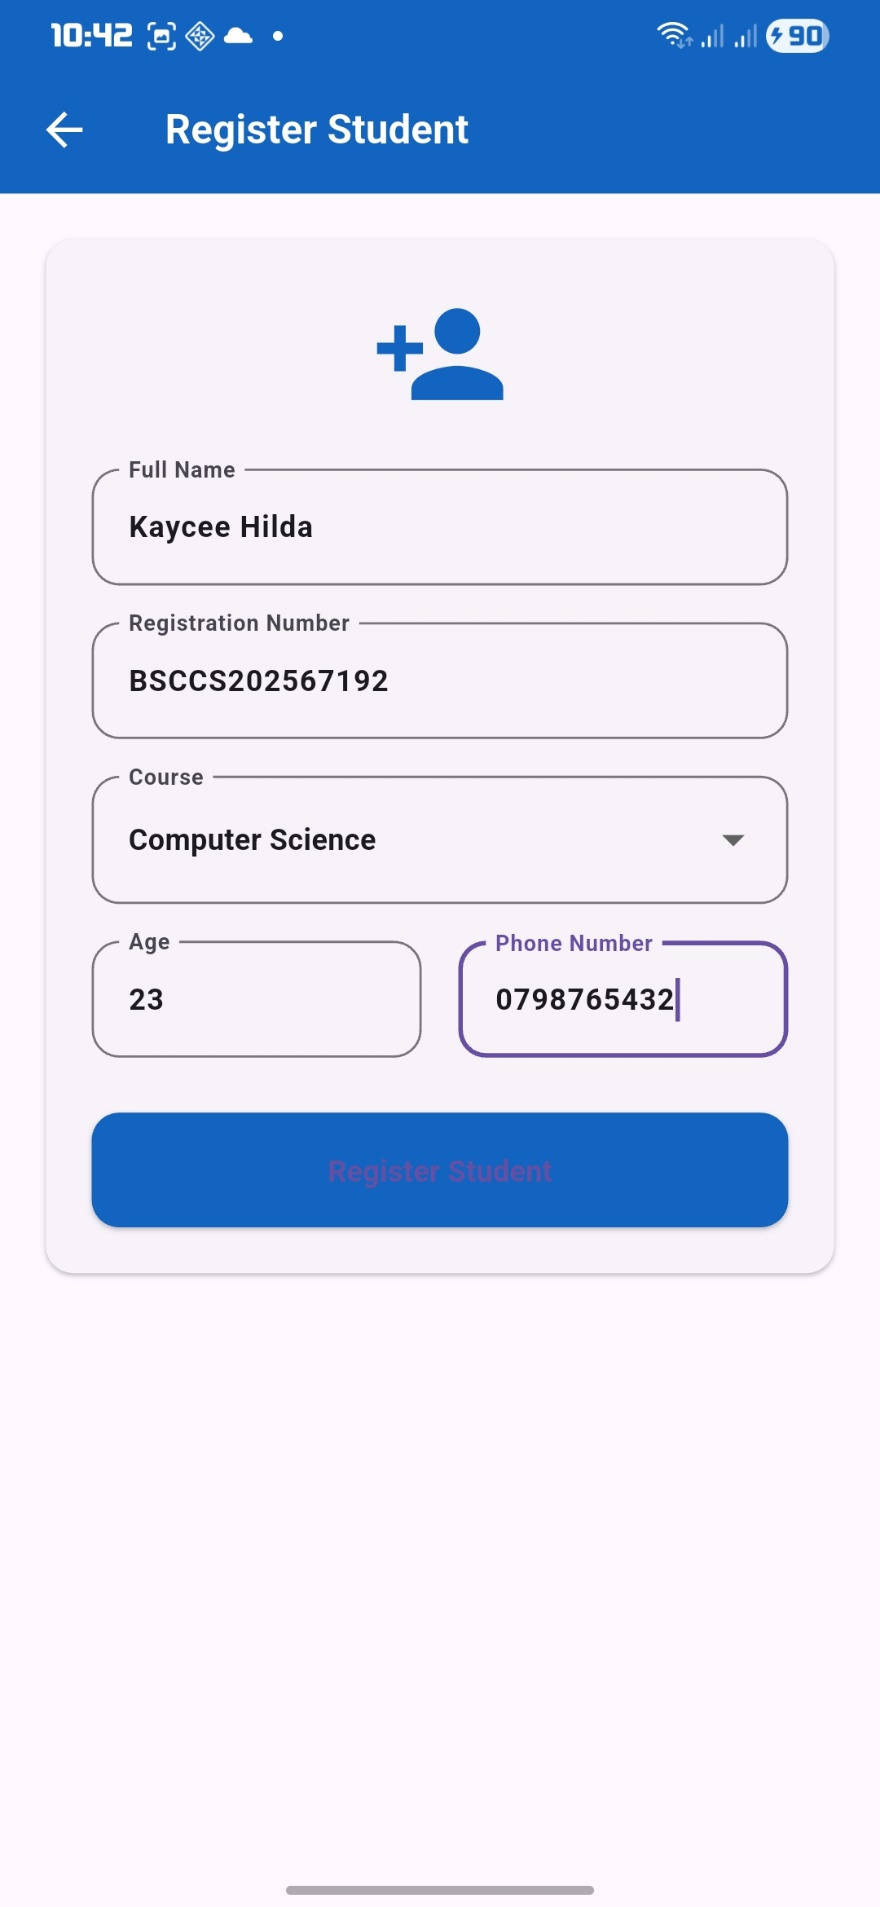 10:42
90
Register Student
Full Name
Kaycee Hilda
Registration Number
BSCCS202567192
Course
Computer Science
Age
23
Phone Number
0798765432
Register Student